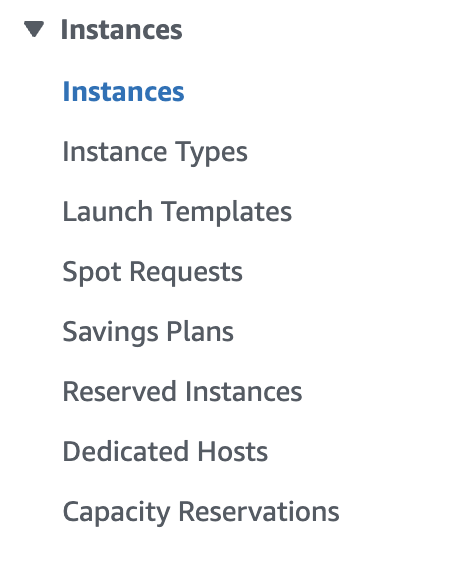 Instances
Instances
Instance Types
Launch Templates
Spot Requests
Savings Plans
Reserved Instances
Dedicated Hosts
Capacity Reservations